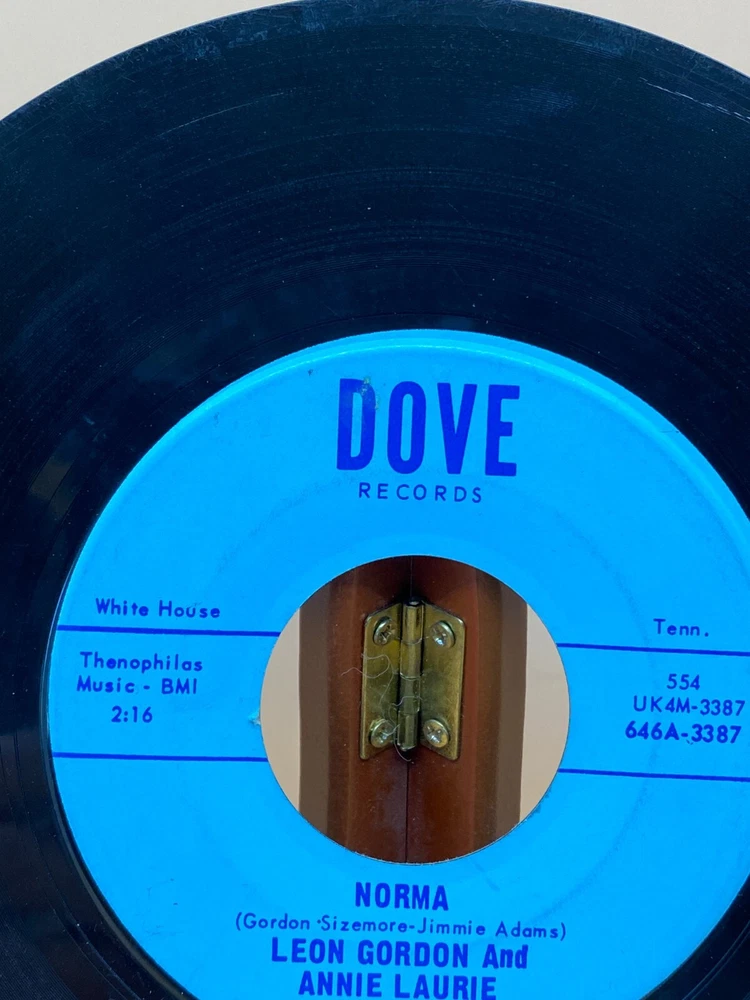 DOVE
RECORDS
White House
Tenn.
Thenophilas
Music - BMI
2:16
554
UK4M-3387
646A-3387
NORMA
(Gordon Sizemore-Jimmie Adams)
LEON GORDON And
ANNIE LAURIE